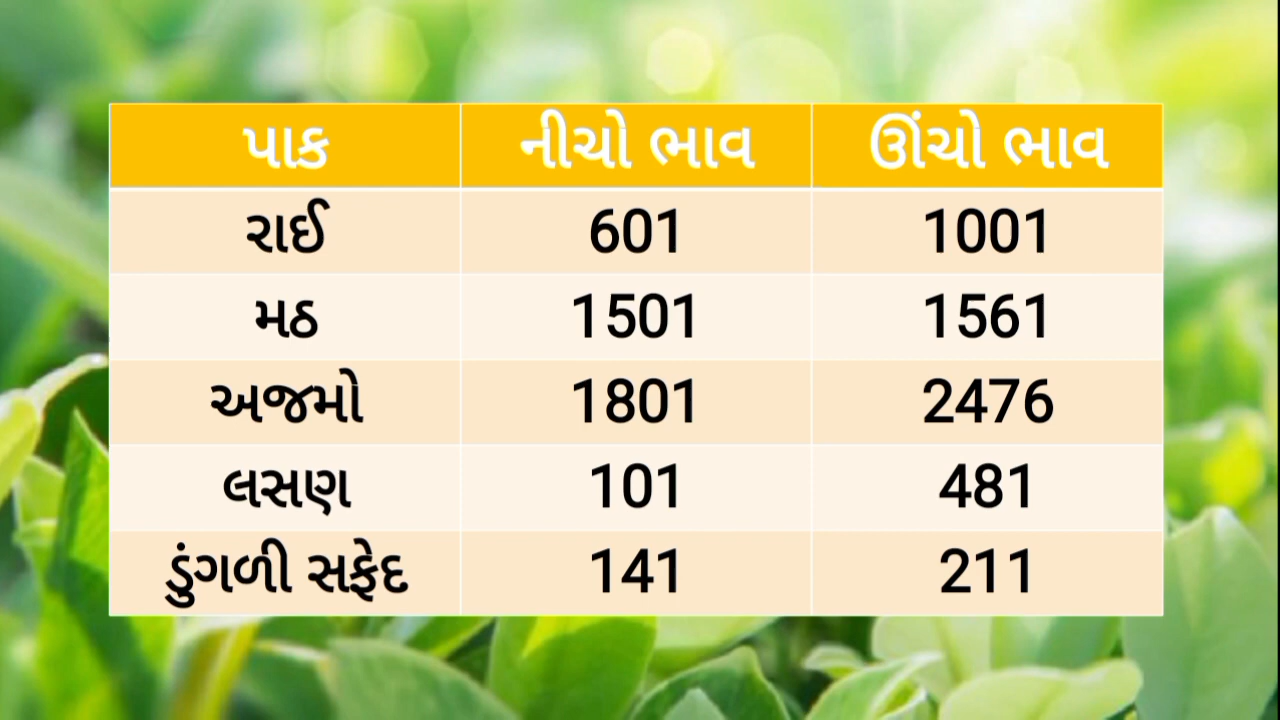 પાક નીચો ભાવ ઊંચો ભાવ
રાઈ 601 1001
મઠ 1501 1561
અજમો 1801 2476
લસણ 101 481
ડુંગળી સફેદ 141 211